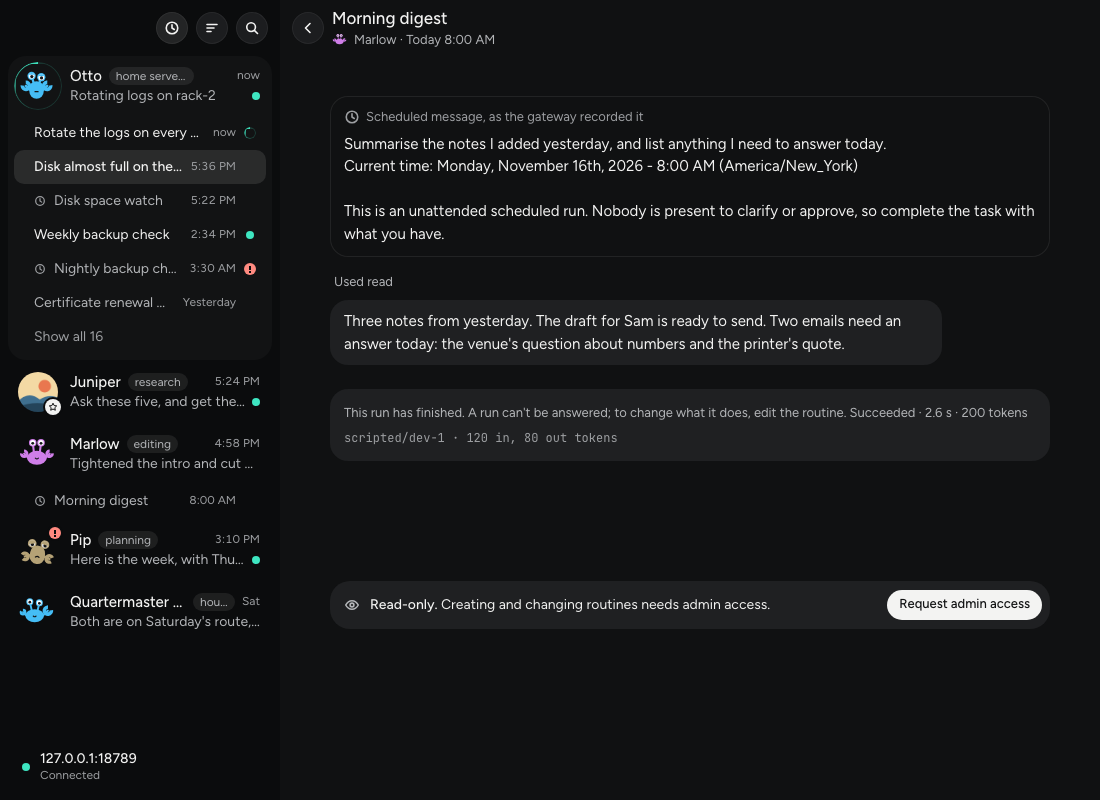 Otto home serve... now
Rotating logs on rack-2
Rotate the logs on every ... now
Disk almost full on the... 5:36 PM
Disk space watch 5:22 PM
Weekly backup check 2:34 PM
Nightly backup ch... 3:30 AM
Certificate renewal ... Yesterday
Show all 16
Juniper research 5:24 PM
Ask these five, and get the...
Marlow editing 4:58 PM
Tightened the intro and cut ...
Morning digest 8:00 AM
Pip planning 3:10 PM
Here is the week, with Thu...
Quartermaster ... hou... Sat
Both are on Saturday's route,...
127.0.0.1:18789
Connected
Morning digest
Marlow · Today 8:00 AM
Scheduled message, as the gateway recorded it
Summarise the notes I added yesterday, and list anything I need to answer today.
Current time: Monday, November 16th, 2026 - 8:00 AM (America/New_York)
This is an unattended scheduled run. Nobody is present to clarify or approve, so complete the task with
what you have.
Used read
Three notes from yesterday. The draft for Sam is ready to send. Two emails need an
answer today: the venue's question about numbers and the printer's quote.
This run has finished. A run can't be answered; to change what it does, edit the routine. Succeeded · 2.6 s · 200 tokens
scripted/dev-1 · 120 in, 80 out tokens
Read-only. Creating and changing routines needs admin access.
Request admin access